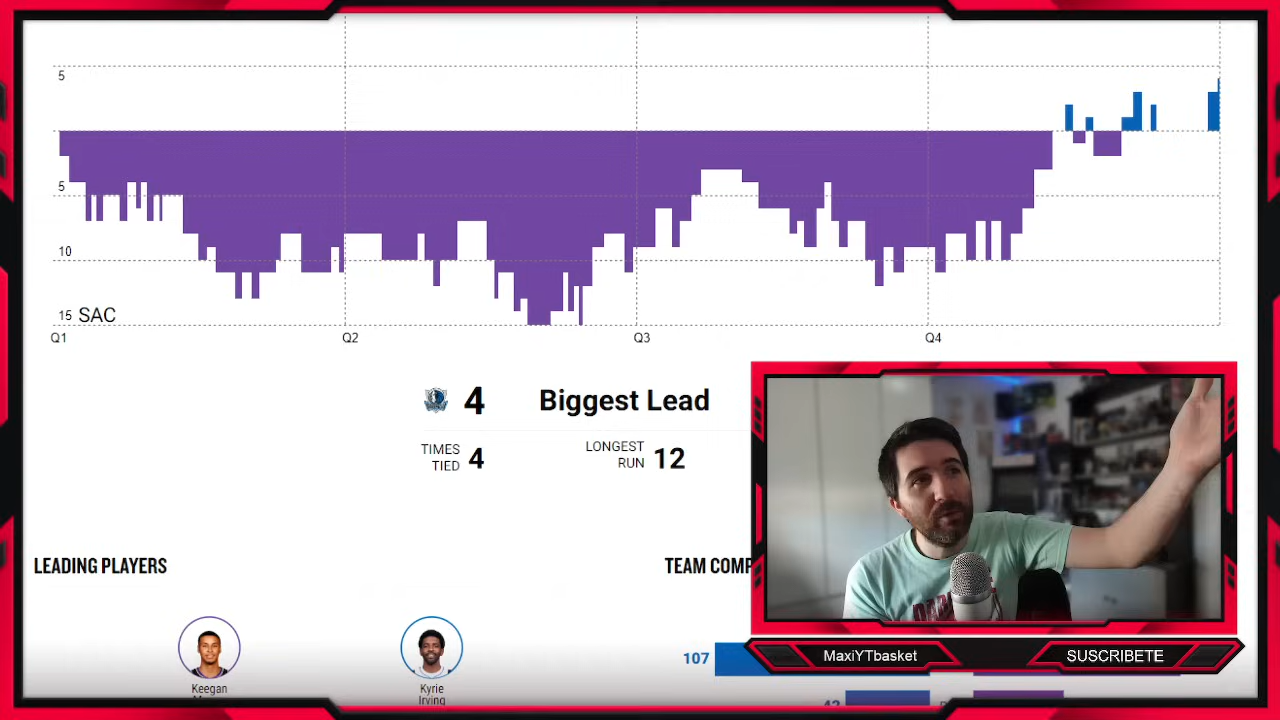 5
5
10
15 SAC
Q1 Q2 Q3 Q4
4 Biggest Lead
TIMES TIED 4
LONGEST RUN 12
LEADING PLAYERS
TEAM COMP
Keegan
Kyrie
Irving
107
MaxiYTbasket
SUSCRIBETE